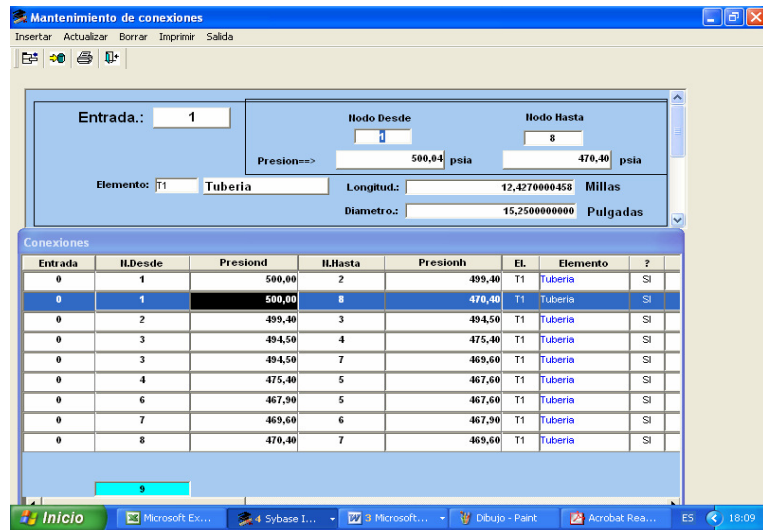 Mantenimiento de conexiones
Insertar Actualizar Borrar Imprimir Salida
Entrada.: 1
Nodo Desde Nodo Hasta
1 8
Presion==> 500,04 psia 470,40 psia
Elemento: T1 Tuberia Longitud.: 12,4270000458 Millas
Diametro.: 15,2500000000 Pulgadas
Conexiones
Entrada N.Desde Presiond N.Hasta Presionh El. Elemento ?
0 1 500,00 2 499,40 T1 Tuberia SI
0 1 500,00 8 470,40 T1 Tuberia SI
0 2 499,40 3 494,50 T1 Tuberia SI
0 3 494,50 4 475,40 T1 Tuberia SI
0 3 494,50 7 469,60 T1 Tuberia SI
0 4 475,40 5 467,60 T1 Tuberia SI
0 6 467,90 5 467,60 T1 Tuberia SI
0 7 469,60 6 467,90 T1 Tuberia SI
0 8 470,40 7 469,60 T1 Tuberia SI
9
Inicio Microsoft Ex... 4 Sybase I... 3 Microsoft... Dibujo - Paint Acrobat Rea... ES 18:09